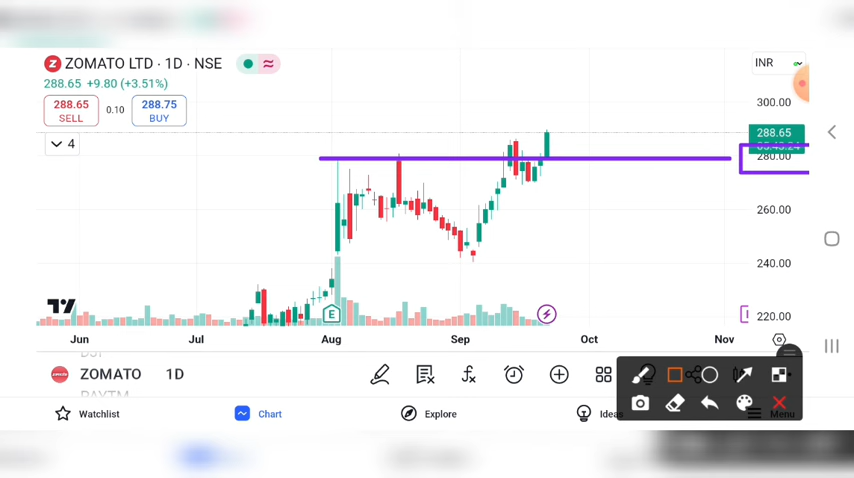 ZOMATO LTD · 1D · NSE
288.65 +9.80 (+3.51%)
288.65
SELL
0.10
288.75
BUY
4
INR
300.00
288.65
280.00
260.00
240.00
220.00
E
Jun
Jul
Aug
Sep
Oct
Nov
zomato
ZOMATO
1D
Watchlist
Chart
Explore
Ideas
Menu